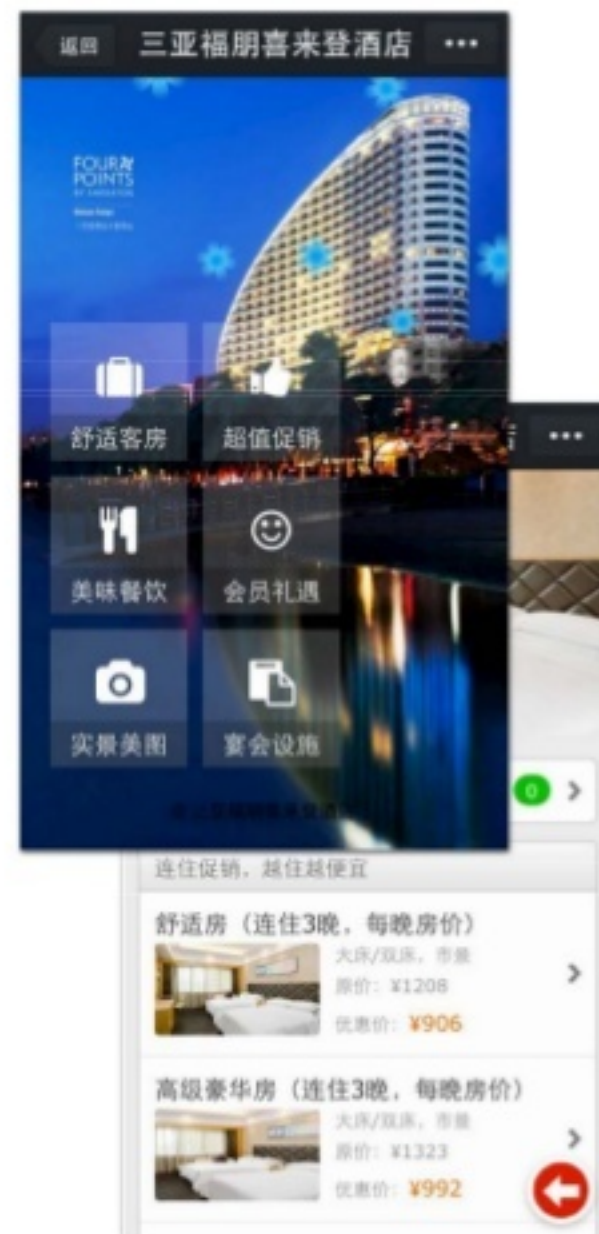 返回
三亚福朋喜来登酒店
FOUR
POINTS
BY SHERATON
舒适客房
超值促销
美味餐饮
会员礼遇
实景美图
宴会设施
店
0
连住促销，越住越便宜
舒适房（连住3晚，每晚房价）
大床/双床，市景
原价：¥1208
优惠价：¥906
高级豪华房（连住3晚，每晚房价）
大床/双床，市景
原价：¥1323
优惠价：¥992